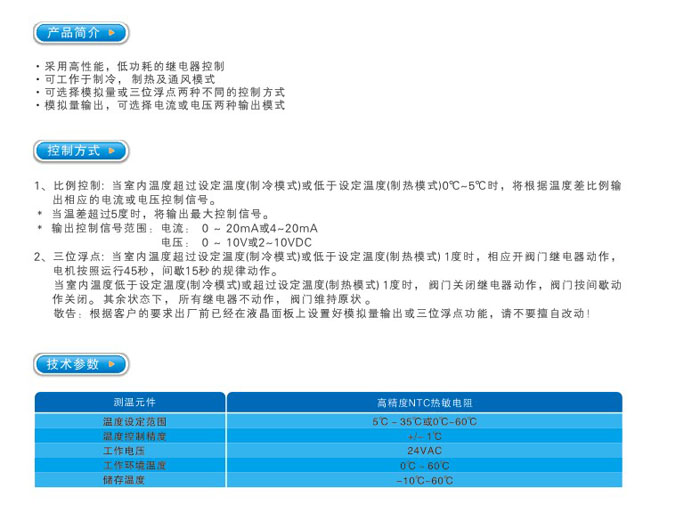 产品简介
·采用高性能，低功耗的继电器控制
·可工作于制冷， 制热及通风模式
·可选择模拟量或三位浮点两种不同的控制方式
·模拟量输出，可选择电流或电压两种输出模式
控制方式
1、比例控制: 当室内温度超过设定温度(制冷模式)或低于设定温度(制热模式)0℃~5℃时，将根据温度差比例输
出相应的电流或电压控制信号。
* 当温差超过5度时，将输出最大控制信号。
* 输出控制信号范围：电流： 0 ~ 20mA或4~20mA
电压： 0 ~ 10V或2~10VDC
2、三位浮点: 当室内温度超过设定温度(制冷模式)或低于设定温度(制热模式) 1度时，相应开阀门继电器动作，
电机按照运行45秒，间歇15秒的规律动作。
当室内温度低于设定温度(制冷模式)或超过设定温度(制热模式) 1度时， 阀门关闭继电器动作，阀门按间歇动
作关闭。 其余状态下， 所有继电器不动作， 阀门维持原状 。
敬告：根据客户的要求出厂前已经在液晶面板上设置好模拟量输出或三位浮点功能，请不要擅自改动！
技术参数
测温元件 高精度NTC热敏电阻
温度设定范围 5℃ ~ 35℃或0℃~60℃
温度控制精度 +/- 1℃
工作电压 24VAC
工作环境温度 0℃ ~ 60℃
储存温度 -10℃~60℃